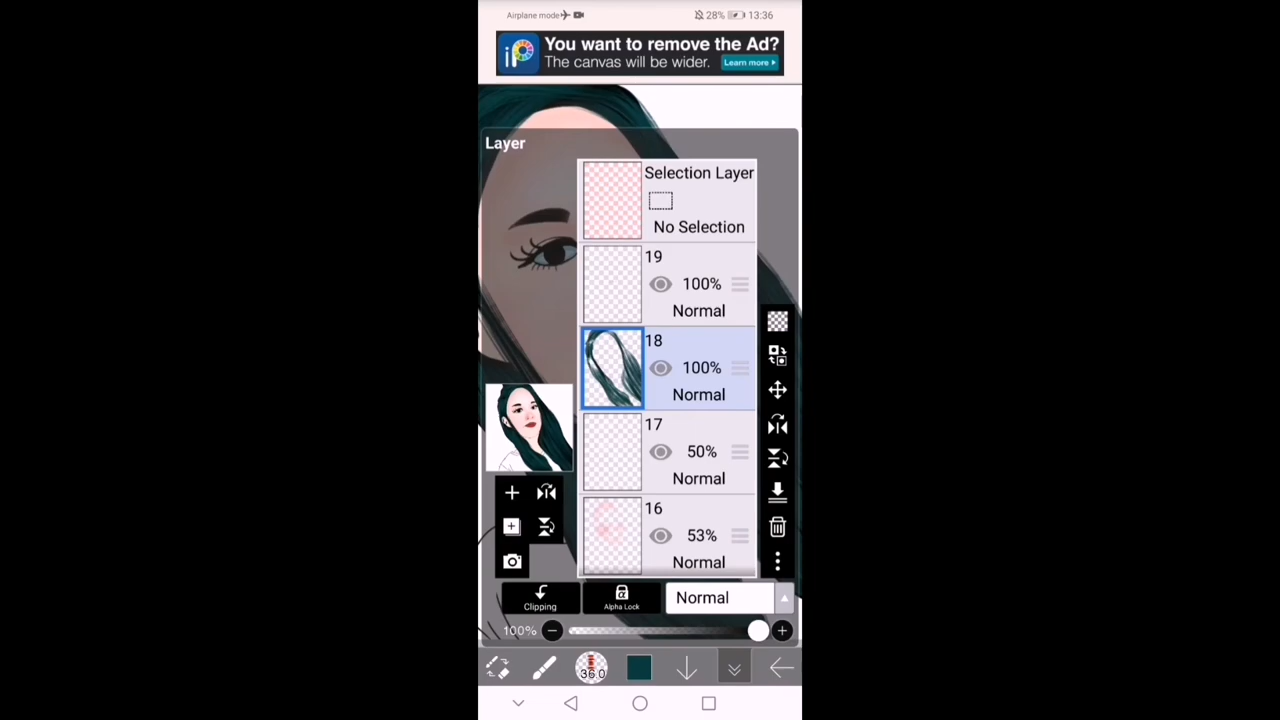 Airplane mode 28% 13:36
iP You want to remove the Ad?
The canvas will be wider. Learn more
Layer
Selection Layer
No Selection
19
100%
Normal
18
100%
Normal
17
50%
Normal
16
53%
Normal
Clipping
α
Alpha Lock
Normal
100%
36.0